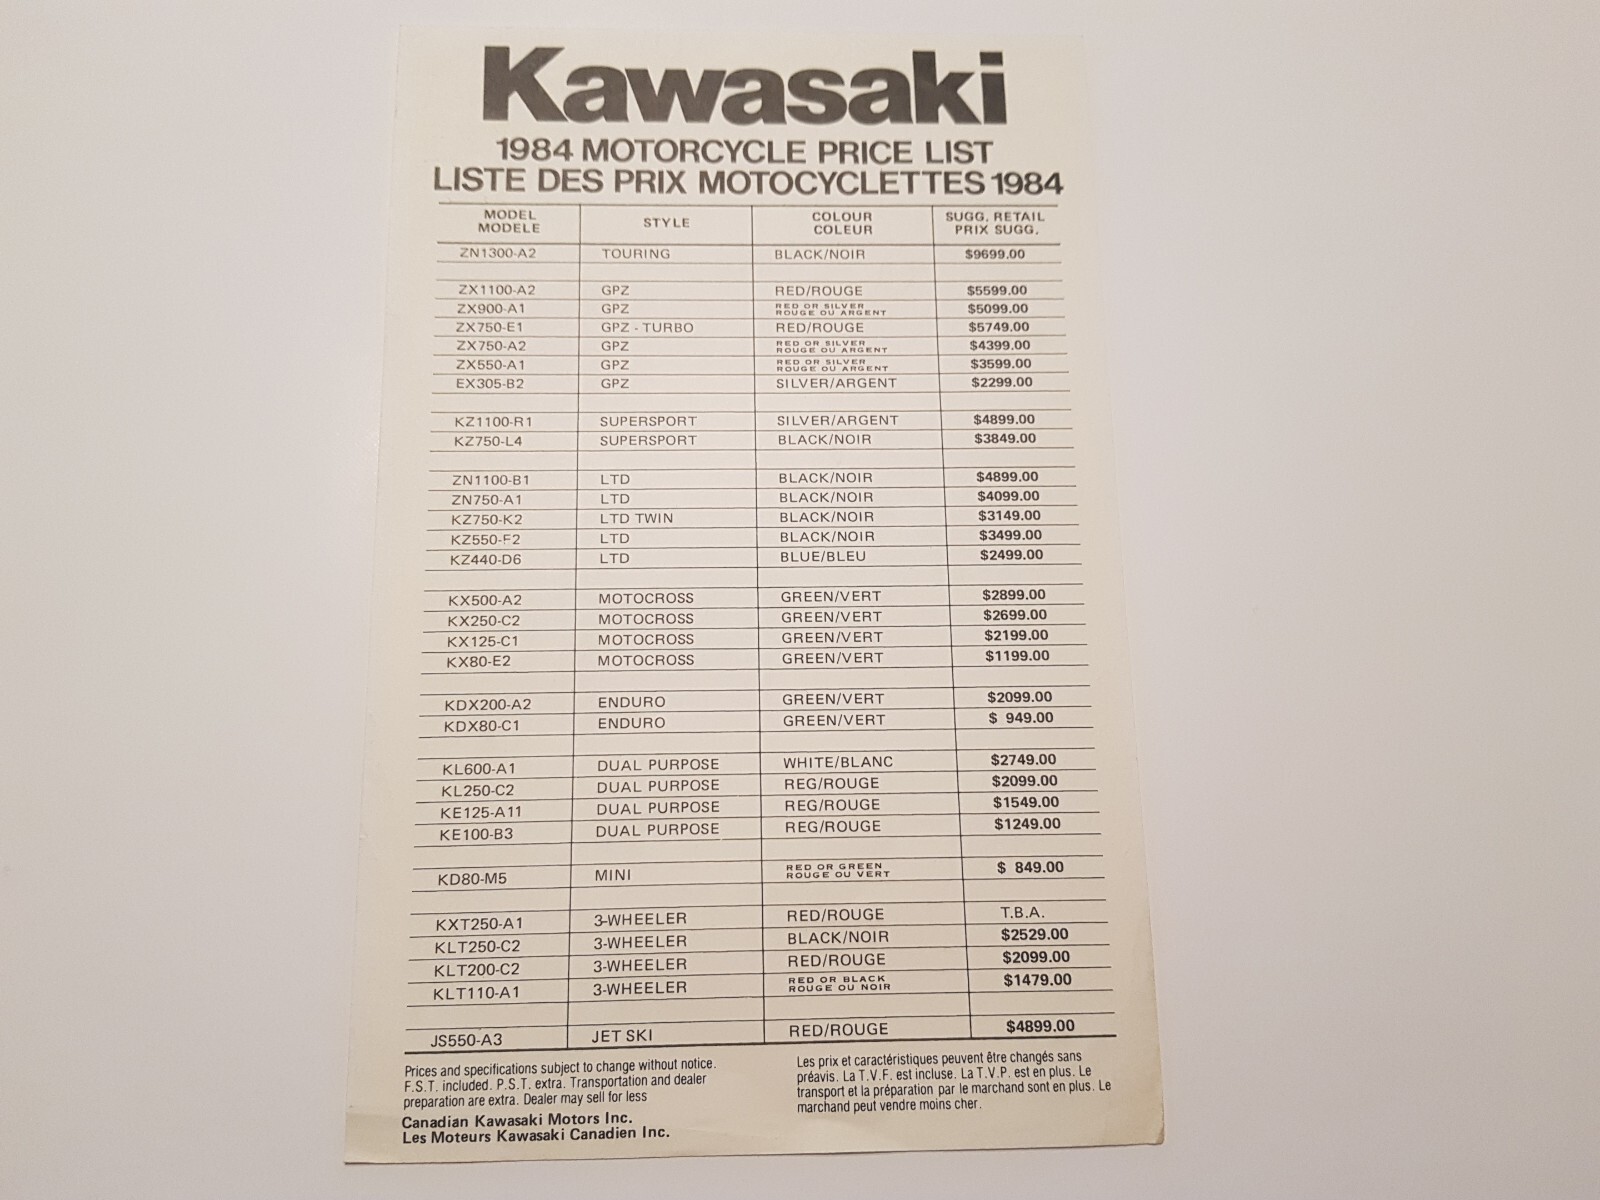 Kawasaki
1984 MOTORCYCLE PRICE LIST
LISTE DES PRIX MOTOCYCLETTES 1984
MODEL STYLE COLOUR SUGG. RETAIL
MODELE COLEUR PRIX SUGG.
ZN1300-A2 TOURING BLACK/NOIR $9699.00
ZX1100-A2 GPZ RED/ROUGE $5599.00
ZX900-A1 GPZ RED OR SILVER ROUGE OU ARGENT $5099.00
ZX750-E1 GPZ - TURBO RED/ROUGE $5749.00
ZX750-A2 GPZ RED OR SILVER ROUGE OU ARGENT $4399.00
ZX550-A1 GPZ RED OR SILVER ROUGE OU ARGENT $3599.00
EX305-B2 GPZ SILVER/ARGENT $2299.00
KZ1100-R1 SUPERSPORT SILVER/ARGENT $4899.00
KZ750-L4 SUPERSPORT BLACK/NOIR $3849.00
ZN1100-B1 LTD BLACK/NOIR $4899.00
ZN750-A1 LTD BLACK/NOIR $4099.00
KZ750-K2 LTD TWIN BLACK/NOIR $3149.00
KZ550-F2 LTD BLACK/NOIR $3499.00
KZ440-D6 LTD BLUE/BLEU $2499.00
KX500-A2 MOTOCROSS GREEN/VERT $2899.00
KX250-C2 MOTOCROSS GREEN/VERT $2699.00
KX125-C1 MOTOCROSS GREEN/VERT $2199.00
KX80-E2 MOTOCROSS GREEN/VERT $1199.00
KDX200-A2 ENDURO GREEN/VERT $2099.00
KDX80-C1 ENDURO GREEN/VERT $ 949.00
KL600-A1 DUAL PURPOSE WHITE/BLANC $2749.00
KL250-C2 DUAL PURPOSE REG/ROUGE $2099.00
KE125-A11 DUAL PURPOSE REG/ROUGE $1549.00
KE100-B3 DUAL PURPOSE REG/ROUGE $1249.00
KD80-M5 MINI RED OR GREEN ROUGE OU VERT $ 849.00
KXT250-A1 3-WHEELER RED/ROUGE T.B.A.
KLT250-C2 3-WHEELER BLACK/NOIR $2529.00
KLT200-C2 3-WHEELER RED/ROUGE $2099.00
KLT110-A1 3-WHEELER RED OR BLACK ROUGE OU NOIR $1479.00
JS550-A3 JET SKI RED/ROUGE $4899.00
Prices and specifications subject to change without notice.
F.S.T. included. P.S.T. extra. Transportation and dealer
preparation are extra. Dealer may sell for less
Canadian Kawasaki Motors Inc.
Les Moteurs Kawasaki Canadien Inc.
Les prix et caractéristiques peuvent être changés sans
préavis. La T.V.F. est incluse. La T.V.P. est en plus. Le
transport et la préparation par le marchand sont en plus. Le
marchand peut vendre moins cher.